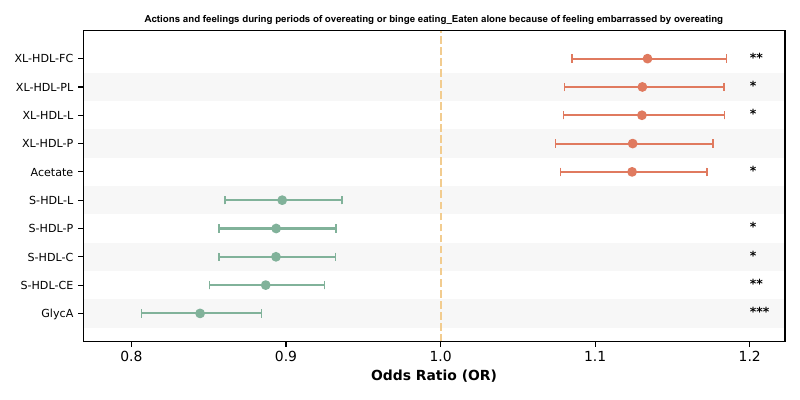 Actions and feelings during periods of overeating or binge eating_Eaten alone because of feeling embarrassed by overeating
XL-HDL-FC **
XL-HDL-PL *
XL-HDL-L *
XL-HDL-P
Acetate *
S-HDL-L
S-HDL-P *
S-HDL-C *
S-HDL-CE **
GlycA ***
0.8 0.9 1.0 1.1 1.2
Odds Ratio (OR)